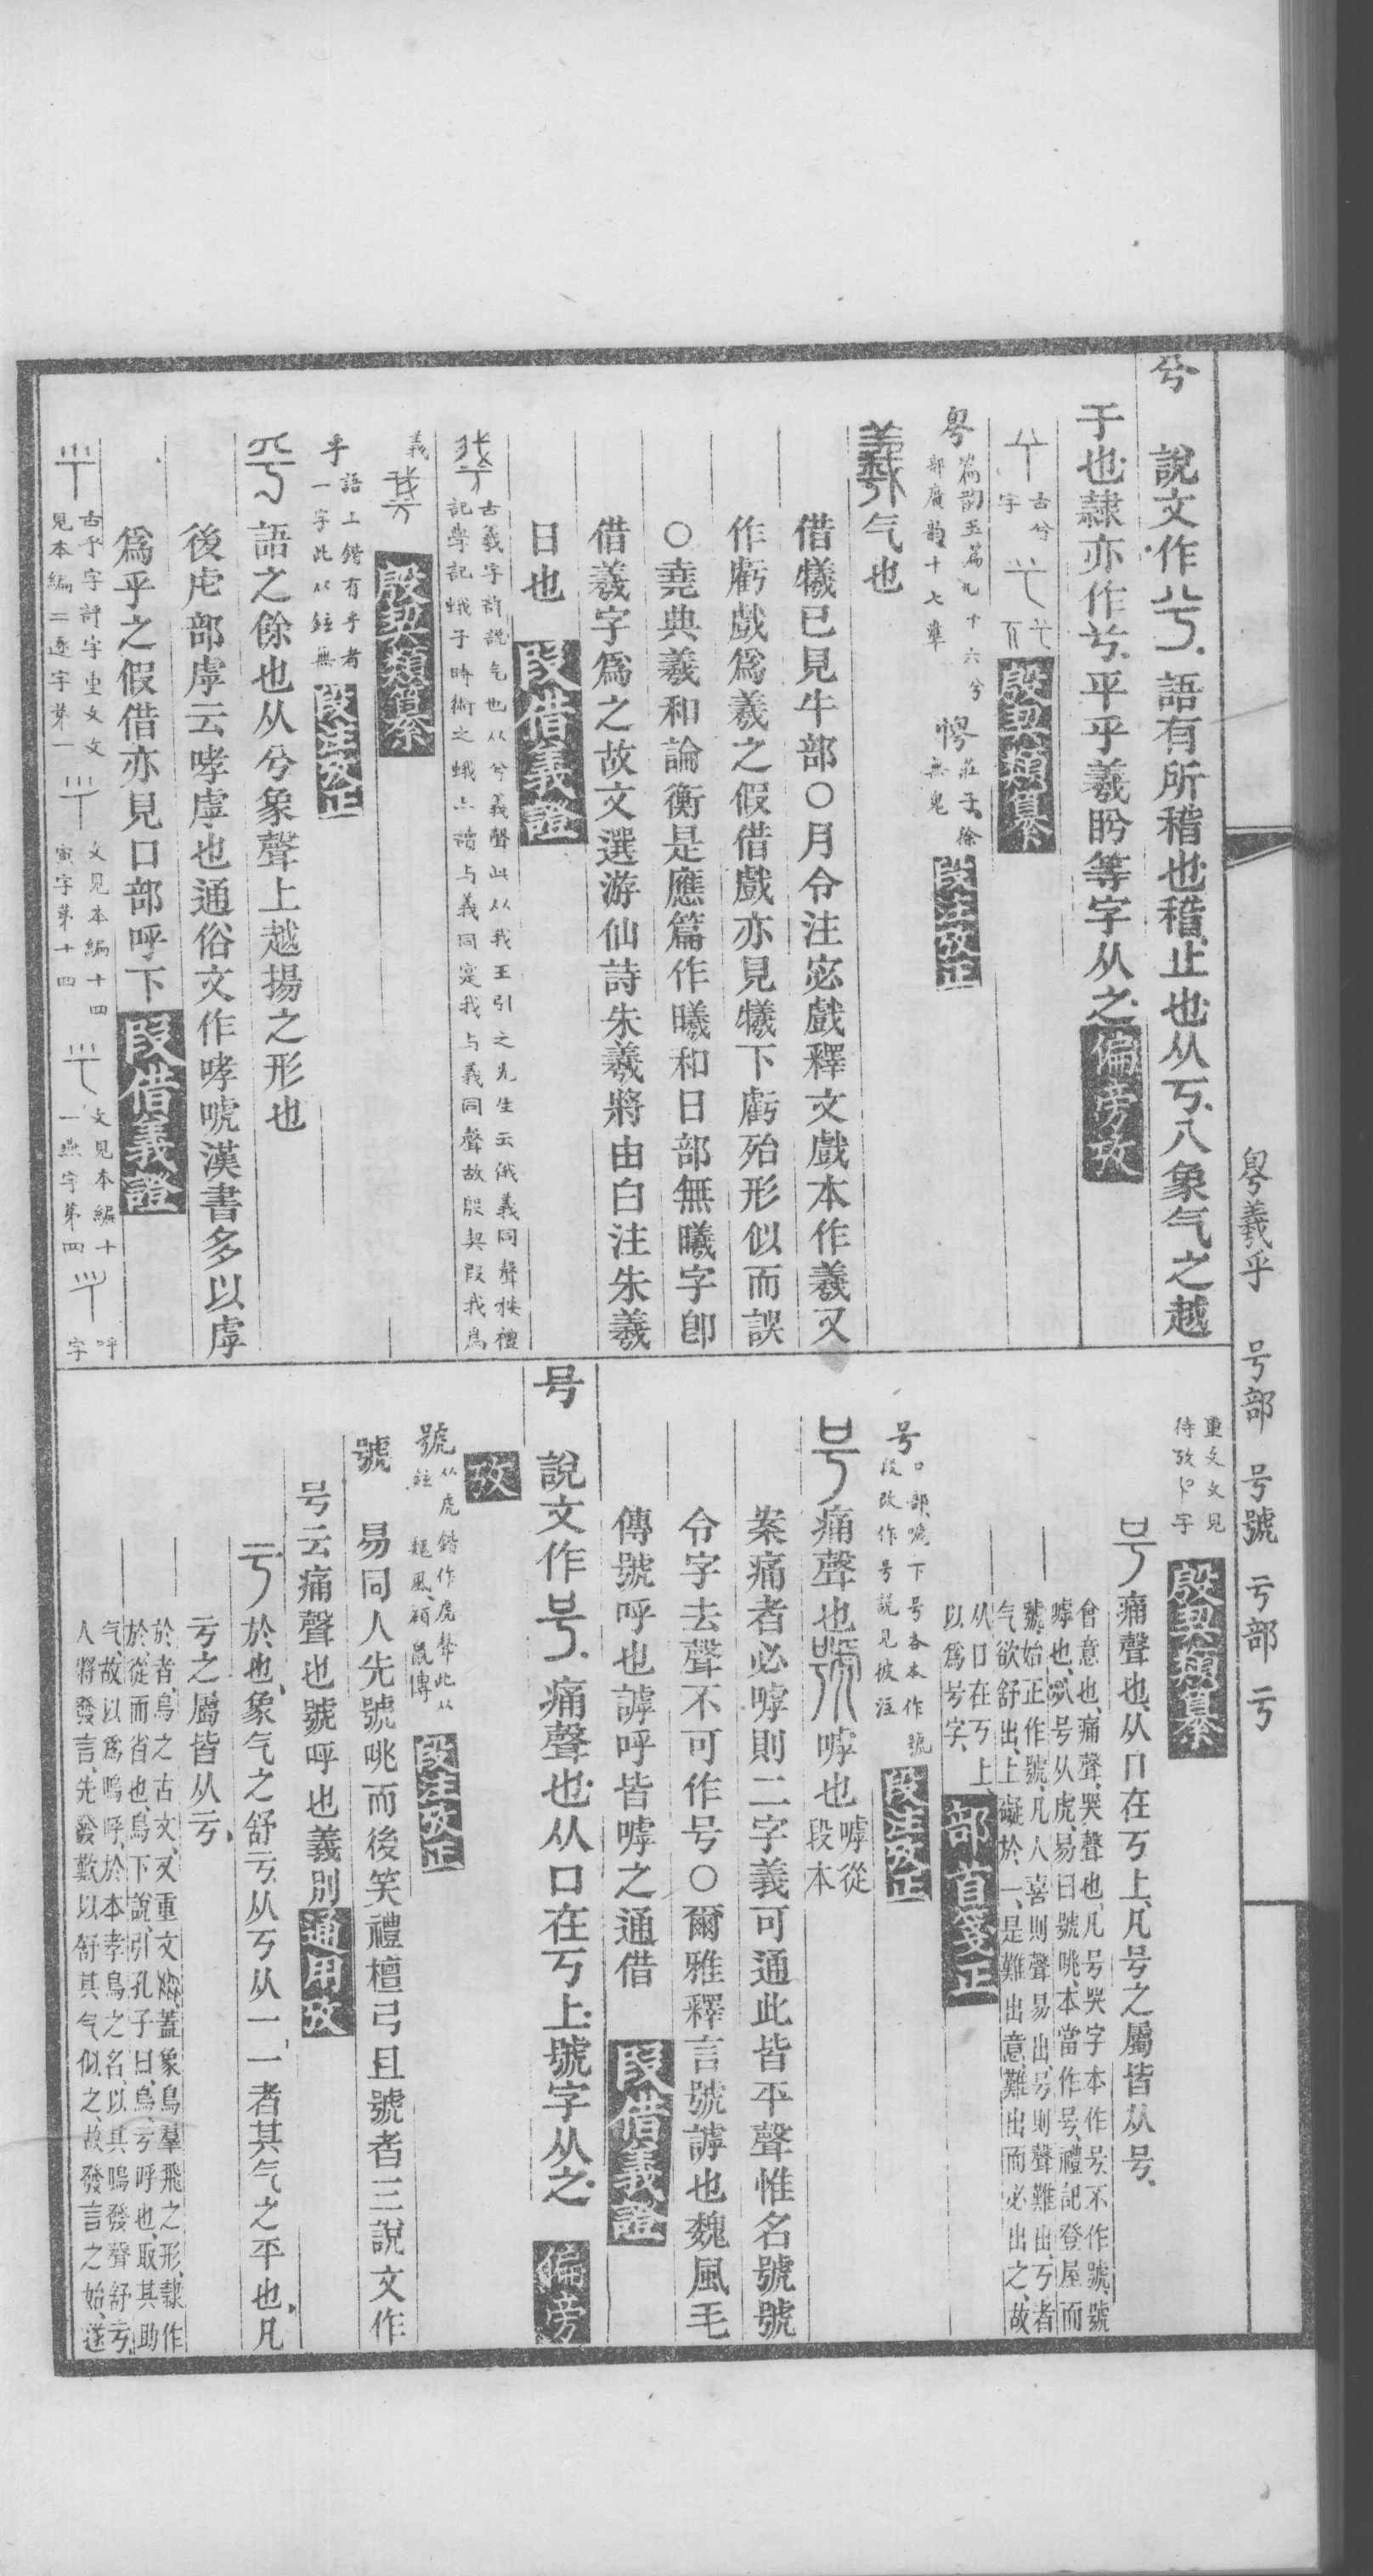 兮
說文作𠔃語有所稽也稽止也从丂八象气之越
于也隷亦作兮平乎羲盻等字从之 偏旁攷
古兮
字 殷契類纂
篇韵玉篇九十六兮
部廣韵十七準 莊子徐
無鬼 段注攷正
羲气也
借犧已見牛部○月令注宓戲釋文戲本作羲又
作虧戲爲羲之假借戲亦見犧下虧殆形似而誤
○堯典羲和論衡是應篇作曦和日部無曦字卽
借羲字爲之故文選游仙詩朱羲將由白注朱羲
日也 段借義證
古羲字許說气也从兮義聲此从我王引之先生云俄義同聲
記學記蛾子時術之蛾讀与義同是我与義同聲故殷契叚我爲
義 殷契類纂
乎 語上鍇有乎者
一字此从鉉無 段注攷正
乎語之餘也从兮象聲上越揚之形也
後虍部虖云哮虖也通俗文作哮唬漢書多以虖
爲乎之假借亦見口部呼下 段借義證
古乎字許字重文文
見本編二逐字第一 文見本編十四
寅字第十四 文見本編十
一燕字第四 呼
字
粤羲乎 号部 号號 亏部 亏
重文文見
待攷中字 殷契類纂
号痛聲也从口在丂上凡号之屬皆从号
會意也痛聲哭聲也凡号哭字本作号不作號號
嘑也号从虎易曰號咷本當作号禮記登屋而
號始正作號凡人喜則聲易出号則聲難出丂者
气欲舒出上礙於一是難出意難出而必出之故
从口在丂上
以爲号字 部首箋正
号 口部嗁下号各本作號
段改作号說見彼注 段注攷正
号痛聲也號嘑也 嘑從
段本
案痛者必嘑則二字義可通此皆平聲惟名號號
令字去聲不可作号○爾雅釋言號謼也魏風毛
傳號呼也謼呼皆嘑之通借 段借義證
号
說文作号痛聲也从口在丂上號字从之 偏旁
攷
號 从虎鍇作虎聲此从
鉉 魏風碩鼠傳 段注攷正
號
易同人先號咷而後笑禮檀弓且號者三說文作
号云痛聲也號呼也義別 通用攷
亏於也象气之舒亏从丂从一一者其气之平也凡
亏之屬皆从亏
於者烏之古文又重文蓋象烏羣飛之形隷作
於從而省也烏下說引孔子曰烏亏呼也取其助
气故以爲嗚呼於本孝烏之名以其嗚發聲舒亏
人將發言先發歎以舒其气似之故發言之始遂